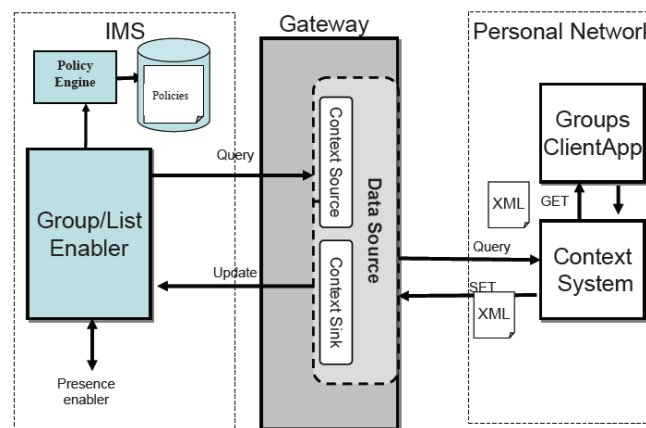 IMS
Gateway
Personal Network
Policy
Engine
Policies
Groups
ClientApp
Query
Context Source
Data Source
XML
GET
Group/List
Enabler
Query
Context
System
Update
Context Sink
SET
XML
Presence
enabler